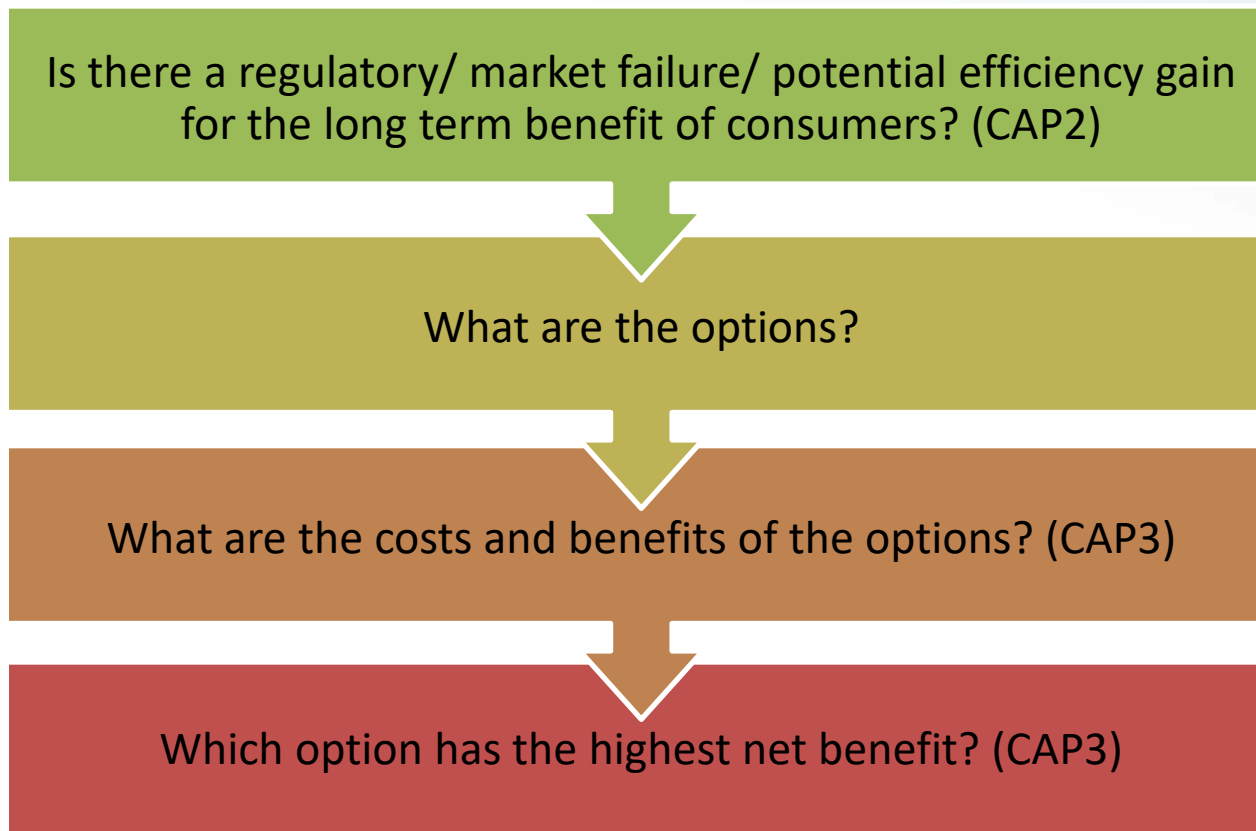 Is there a regulatory/ market failure/ potential efficiency gain
for the long term benefit of consumers? (CAP2)
What are the options?
What are the costs and benefits of the options? (CAP3)
Which option has the highest net benefit? (CAP3)